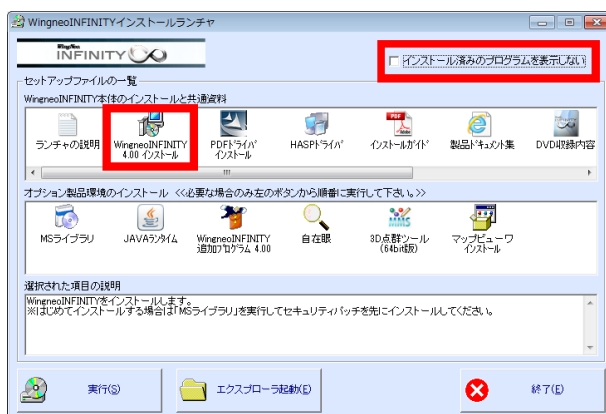 WingneoINFINITYインストールランチャ
WingNeo
INFINITY
インストール済みのプログラムを表示しない
セットアップファイルの一覧
WingneoINFINITY本体のインストールと共通資料
ランチャの説明
WingneoINFINITY
4.00 インストール
PDFドライバ
インストール
HASPドライバ
インストールガイド
製品ドキュメント集
DVD収録内容
オプション製品環境のインストール <<必要な場合のみ左のボタンから順番に実行して下さい。>>
MSライブラリ
JAVAランタイム
WingneoINFINITY
追加プログラム 4.00
自在眼
3D点群ツール
(64bit版)
マップビューワ
インストール
選択された項目の説明
WingneoINFINITYをインストールします。
※はじめてインストールする場合は「MSライブラリ」を実行してセキュリティパッチを先にインストールしてください。
実行(S)
エクスプローラ起動(E)
終了(E)